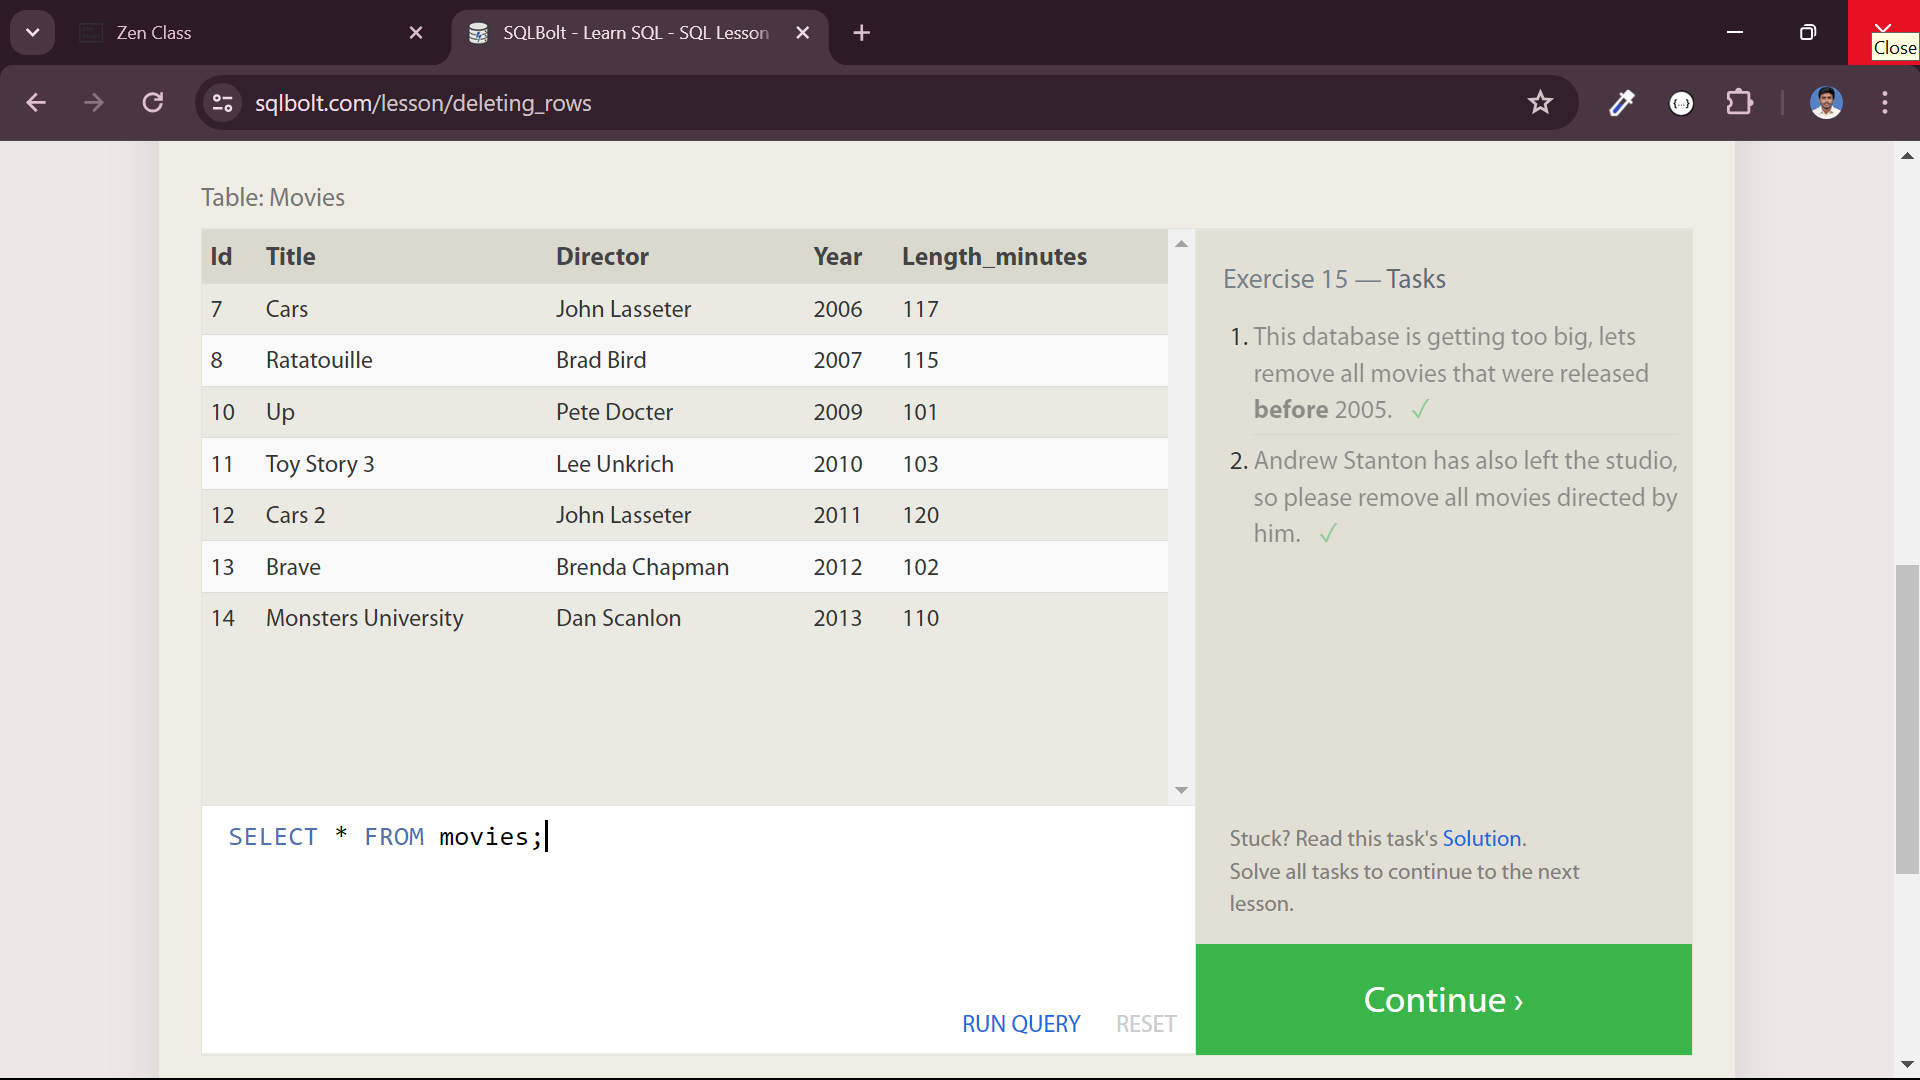 Zen Class
SQLBolt - Learn SQL - SQL Lesson
Close
sqlbolt.com/lesson/deleting_rows
{...}
Table: Movies
Id Title Director Year Length_minutes
7 Cars John Lasseter 2006 117
8 Ratatouille Brad Bird 2007 115
10 Up Pete Docter 2009 101
11 Toy Story 3 Lee Unkrich 2010 103
12 Cars 2 John Lasseter 2011 120
13 Brave Brenda Chapman 2012 102
14 Monsters University Dan Scanlon 2013 110
SELECT * FROM movies;
RUN QUERY RESET
Exercise 15 — Tasks
1. This database is getting too big, lets
remove all movies that were released
before 2005. ✓
2. Andrew Stanton has also left the studio,
so please remove all movies directed by
him. ✓
Stuck? Read this task's Solution.
Solve all tasks to continue to the next
lesson.
Continue ›